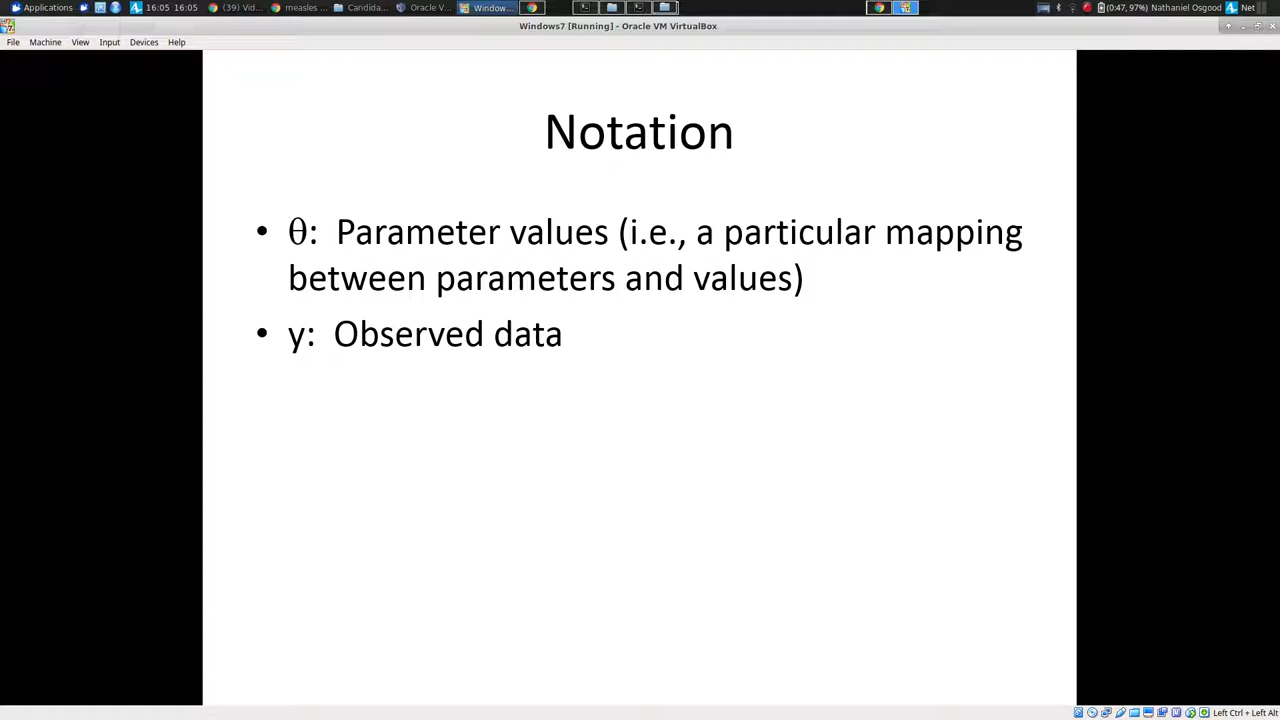 Applications 16:05 16:05 (39) Vid... measles ... Candida... Oracle V... Window... (0:47, 97%) Nathaniel Osgood Net
Windows7 [Running] - Oracle VM VirtualBox
File Machine View Input Devices Help
Notation
• θ: Parameter values (i.e., a particular mapping
between parameters and values)
• y: Observed data
Left Ctrl + Left Alt